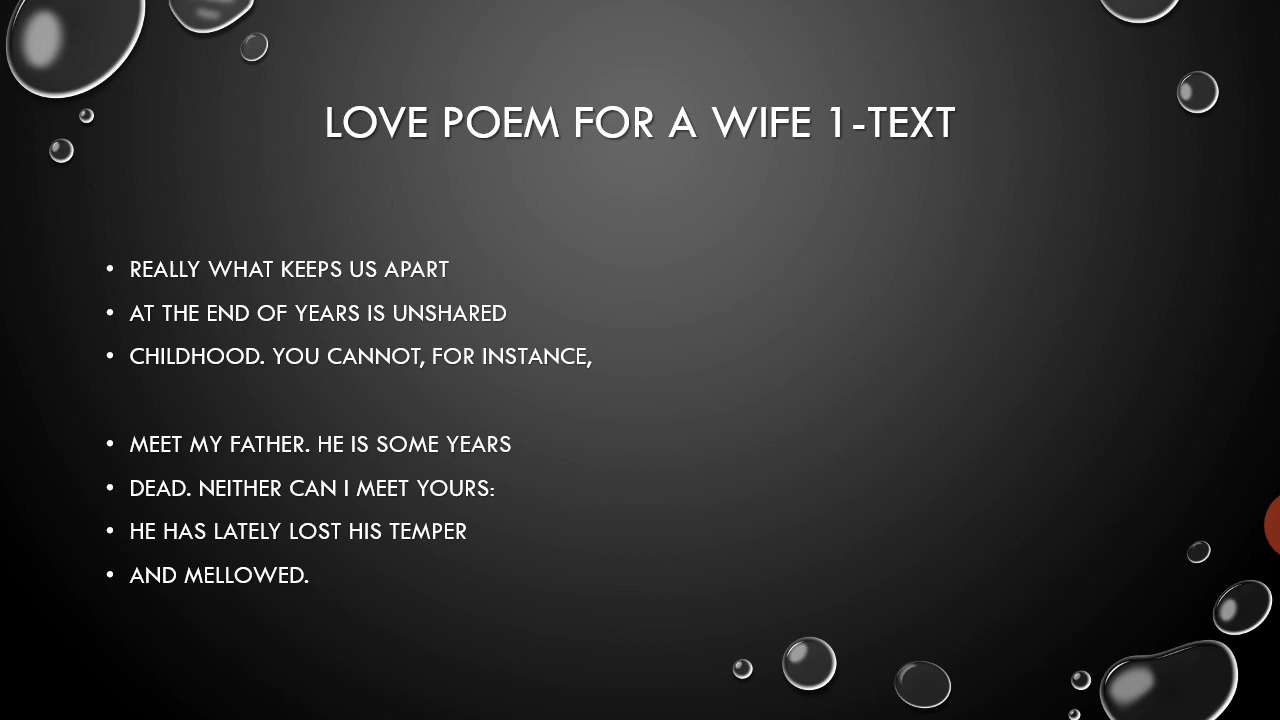 LOVE POEM FOR A WIFE 1-TEXT
• REALLY WHAT KEEPS US APART
• AT THE END OF YEARS IS UNSHARED
• CHILDHOOD. YOU CANNOT, FOR INSTANCE,
• MEET MY FATHER. HE IS SOME YEARS
• DEAD. NEITHER CAN I MEET YOURS:
• HE HAS LATELY LOST HIS TEMPER
• AND MELLOWED.